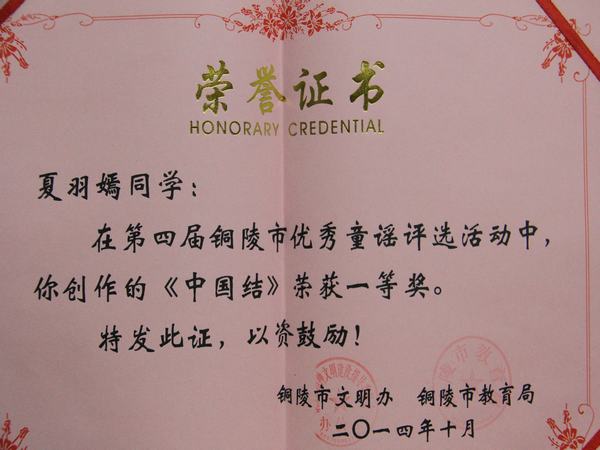 荣誉证书
HONORARY CREDENTIAL
夏羽嫣同学：
在第四届铜陵市优秀童谣评选活动中，
你创作的《中国结》荣获一等奖。
特发此证，以资鼓励！
铜陵市文明办 铜陵市教育局
二〇一四年十月